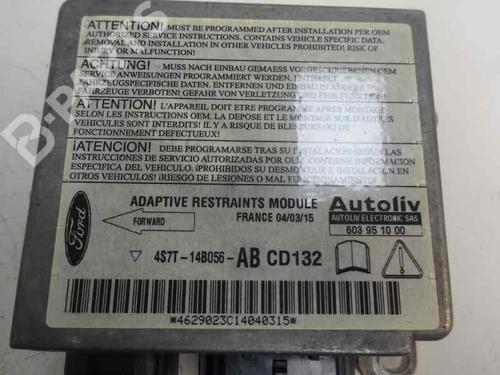 ATTENTION! MUST BE PROGRAMMED AFTER INSTALLATION PER OEM
AUTHORIZED SERVICE INSTRUCTIONS. CONTAINS VEHICLE SPECIFIC DATA.
REMOVAL AND INSTALLATION IN OTHER VEHICLES PROHIBITED! RISK OF
INJURY OR MALFUNCTION!
ACHTUNG! MUSS NACH EINBAU GEMAESS VORGESCHRIEBENEN OEM
SERVICE ANWEISUNGEN PROGRAMMIERT WERDEN. ENTHAELT
FAHRZEUGSPEZIFISCHE DATEN. ENTFERNEN UND EINBAU IN ANDERE
FAHRZEUGE VERBOTEN! GEFAHR VON VERLETZUNG UND FEHLFUNKTION!
ATTENTION! L'APPAREIL DOIT ETRE PROGRAMME APRES MONTAGE
SELON LES INSTRUCTIONS OEM. LA DEPOSE ET LE MONTAGE SUR D'AUTRES
VEHICULES SONT INTERDITS! IL Y A RISQUE DE BLESSURE OU DE
FONCTIONNEMENT DEFECTUEUX!
¡ATENCION! DEBE PROGRAMARSE TRAS SU INSTALACION SEGUN LAS
INSTRUCCIONES DE SERVICIO AUTORIZADAS POR OEM. CONTIENE INFORMACION
ESPECIFICA DEL VEHICULO. ¡PROHIBIDO SU DESMONTAJE E INSTALACION
EN OTROS VEHICULOS! ¡RIESGO DE LESIONES O MAL FUNCIONAMIENTO!
Ford
FORWARD
ADAPTIVE RESTRAINTS MODULE
FRANCE 04/03/15
Autoliv
AUTOLIV ELECTRONIC SAS
603 95 10 00
4S7T-14B056-AB CD132
*4629023C14040315*